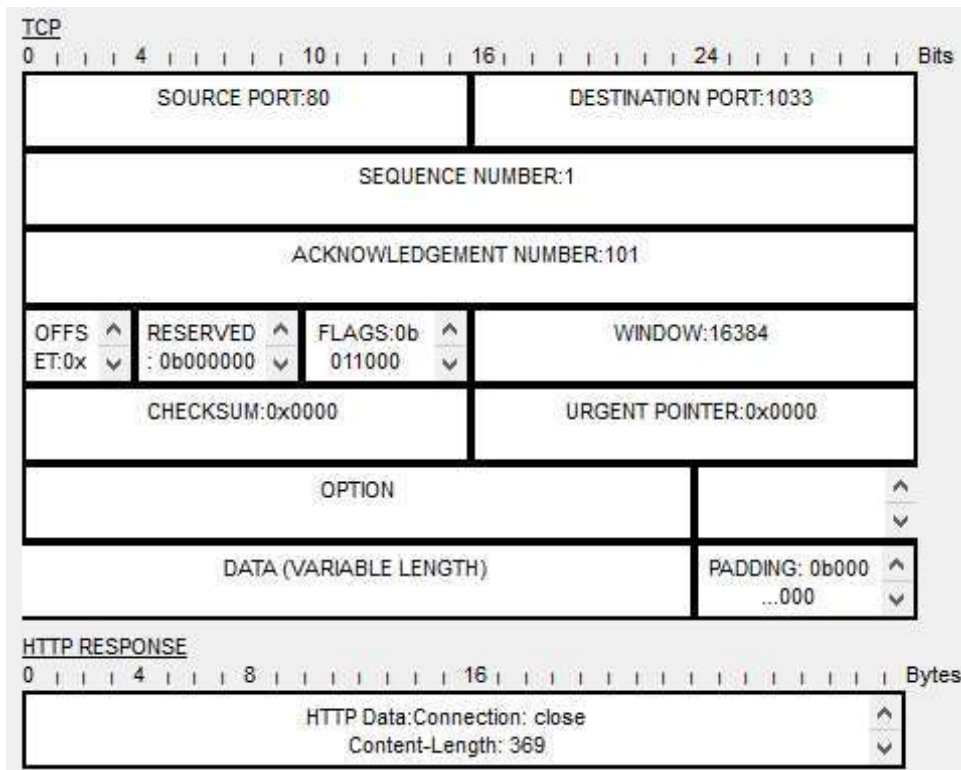 TCP
0 4 10 16 24 Bits
SOURCE PORT:80 DESTINATION PORT:1033
SEQUENCE NUMBER:1
ACKNOWLEDGEMENT NUMBER:101
OFFS RESERVED FLAGS:0b WINDOW:16384
ET:0x : 0b000000 011000
CHECKSUM:0x0000 URGENT POINTER:0x0000
OPTION
DATA (VARIABLE LENGTH) PADDING: 0b000
...000
HTTP RESPONSE
0 4 8 16 Bytes
HTTP Data:Connection: close
Content-Length: 369